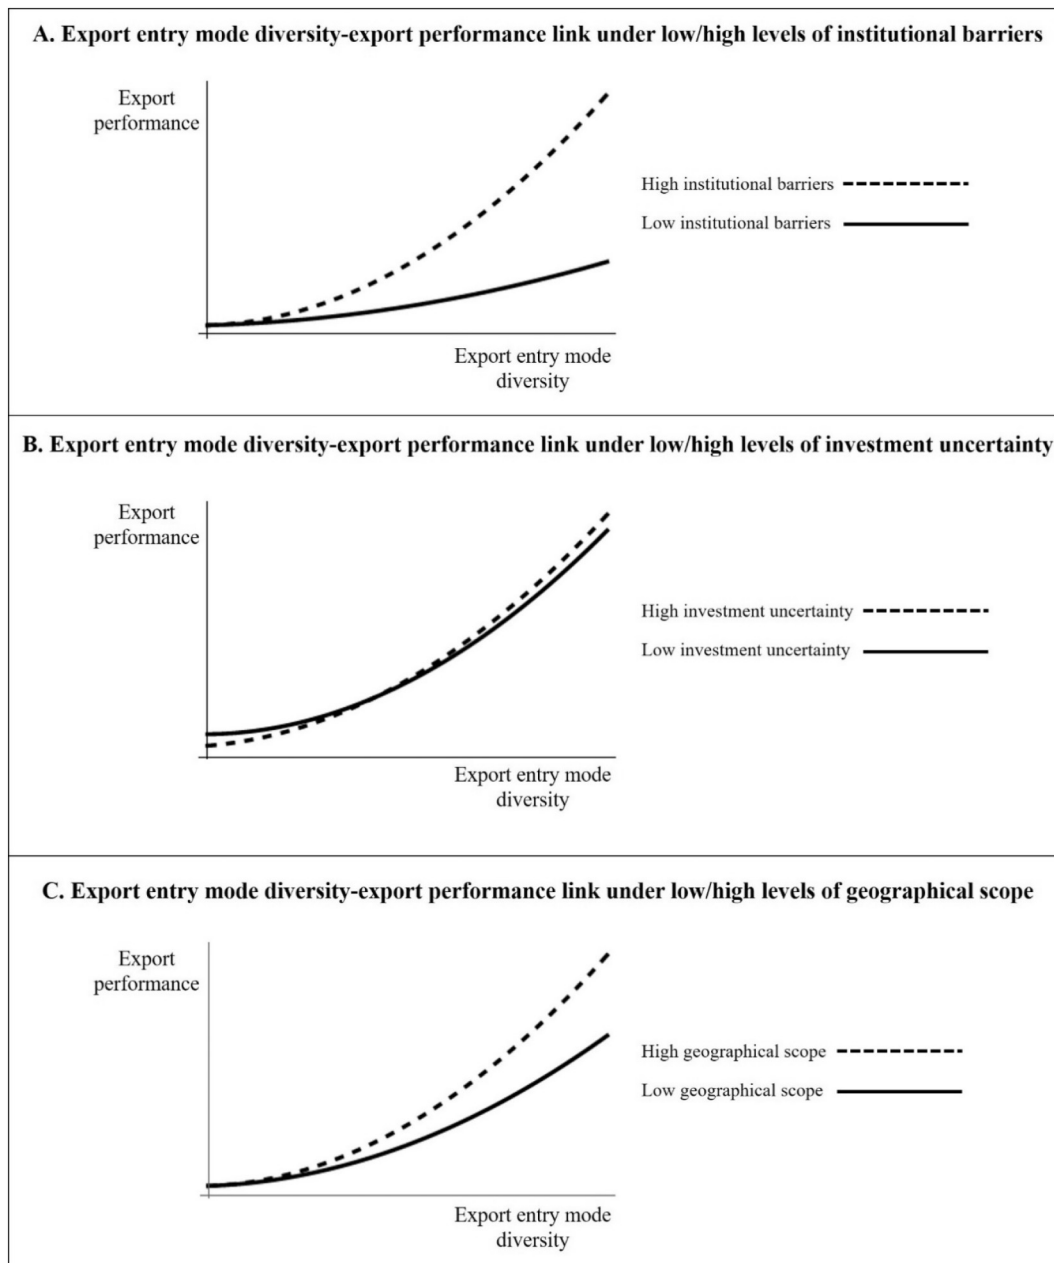 A. Export entry mode diversity-export performance link under low/high levels of institutional barriers
Export
performance
High institutional barriers
Low institutional barriers
Export entry mode
diversity
B. Export entry mode diversity-export performance link under low/high levels of investment uncertainty
Export
performance
High investment uncertainty
Low investment uncertainty
Export entry mode
diversity
C. Export entry mode diversity-export performance link under low/high levels of geographical scope
Export
performance
High geographical scope
Low geographical scope
Export entry mode
diversity